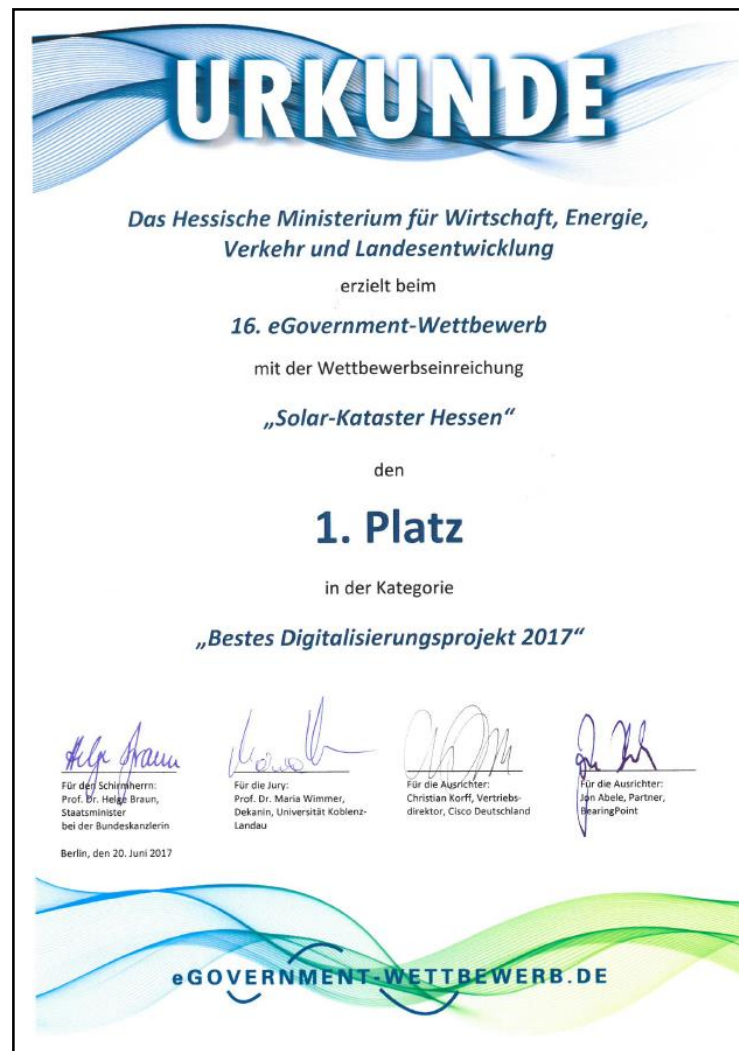 URKUNDE
Das Hessische Ministerium für Wirtschaft, Energie,
Verkehr und Landesentwicklung
erzielt beim
16. eGovernment-Wettbewerb
mit der Wettbewerbseinreichung
„Solar-Kataster Hessen“
den
1. Platz
in der Kategorie
„Bestes Digitalisierungsprojekt 2017“
Helge Braun
Für den Schirmherrn:
Prof. Dr. Helge Braun,
Staatsminister
bei der Bundeskanzlerin
Für die Jury:
Prof. Dr. Maria Wimmer,
Dekanin, Universität Koblenz-
Landau
Für die Ausrichter:
Christian Korff, Vertriebs-
direktor, Cisco Deutschland
Für die Ausrichter:
Jon Abele, Partner,
BearingPoint
Berlin, den 20. Juni 2017
eGOVERNMENT-WETTBEWERB.DE